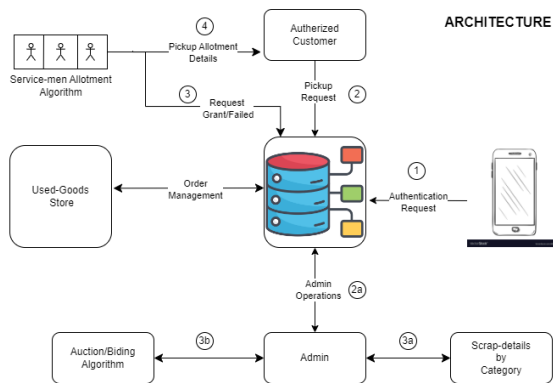 ARCHITECTURE
4
Pickup Allotment
Details
Autherized
Customer
Service-men Allotment
Algorithm
3
Request
Grant/Failed
Pickup
Request
2
Used-Goods
Store
Order
Management
1
Authentication
Request
Admin
Operations
2a
Auction/Biding
Algorithm
3b
Admin
3a
Scrap-details
by
Category